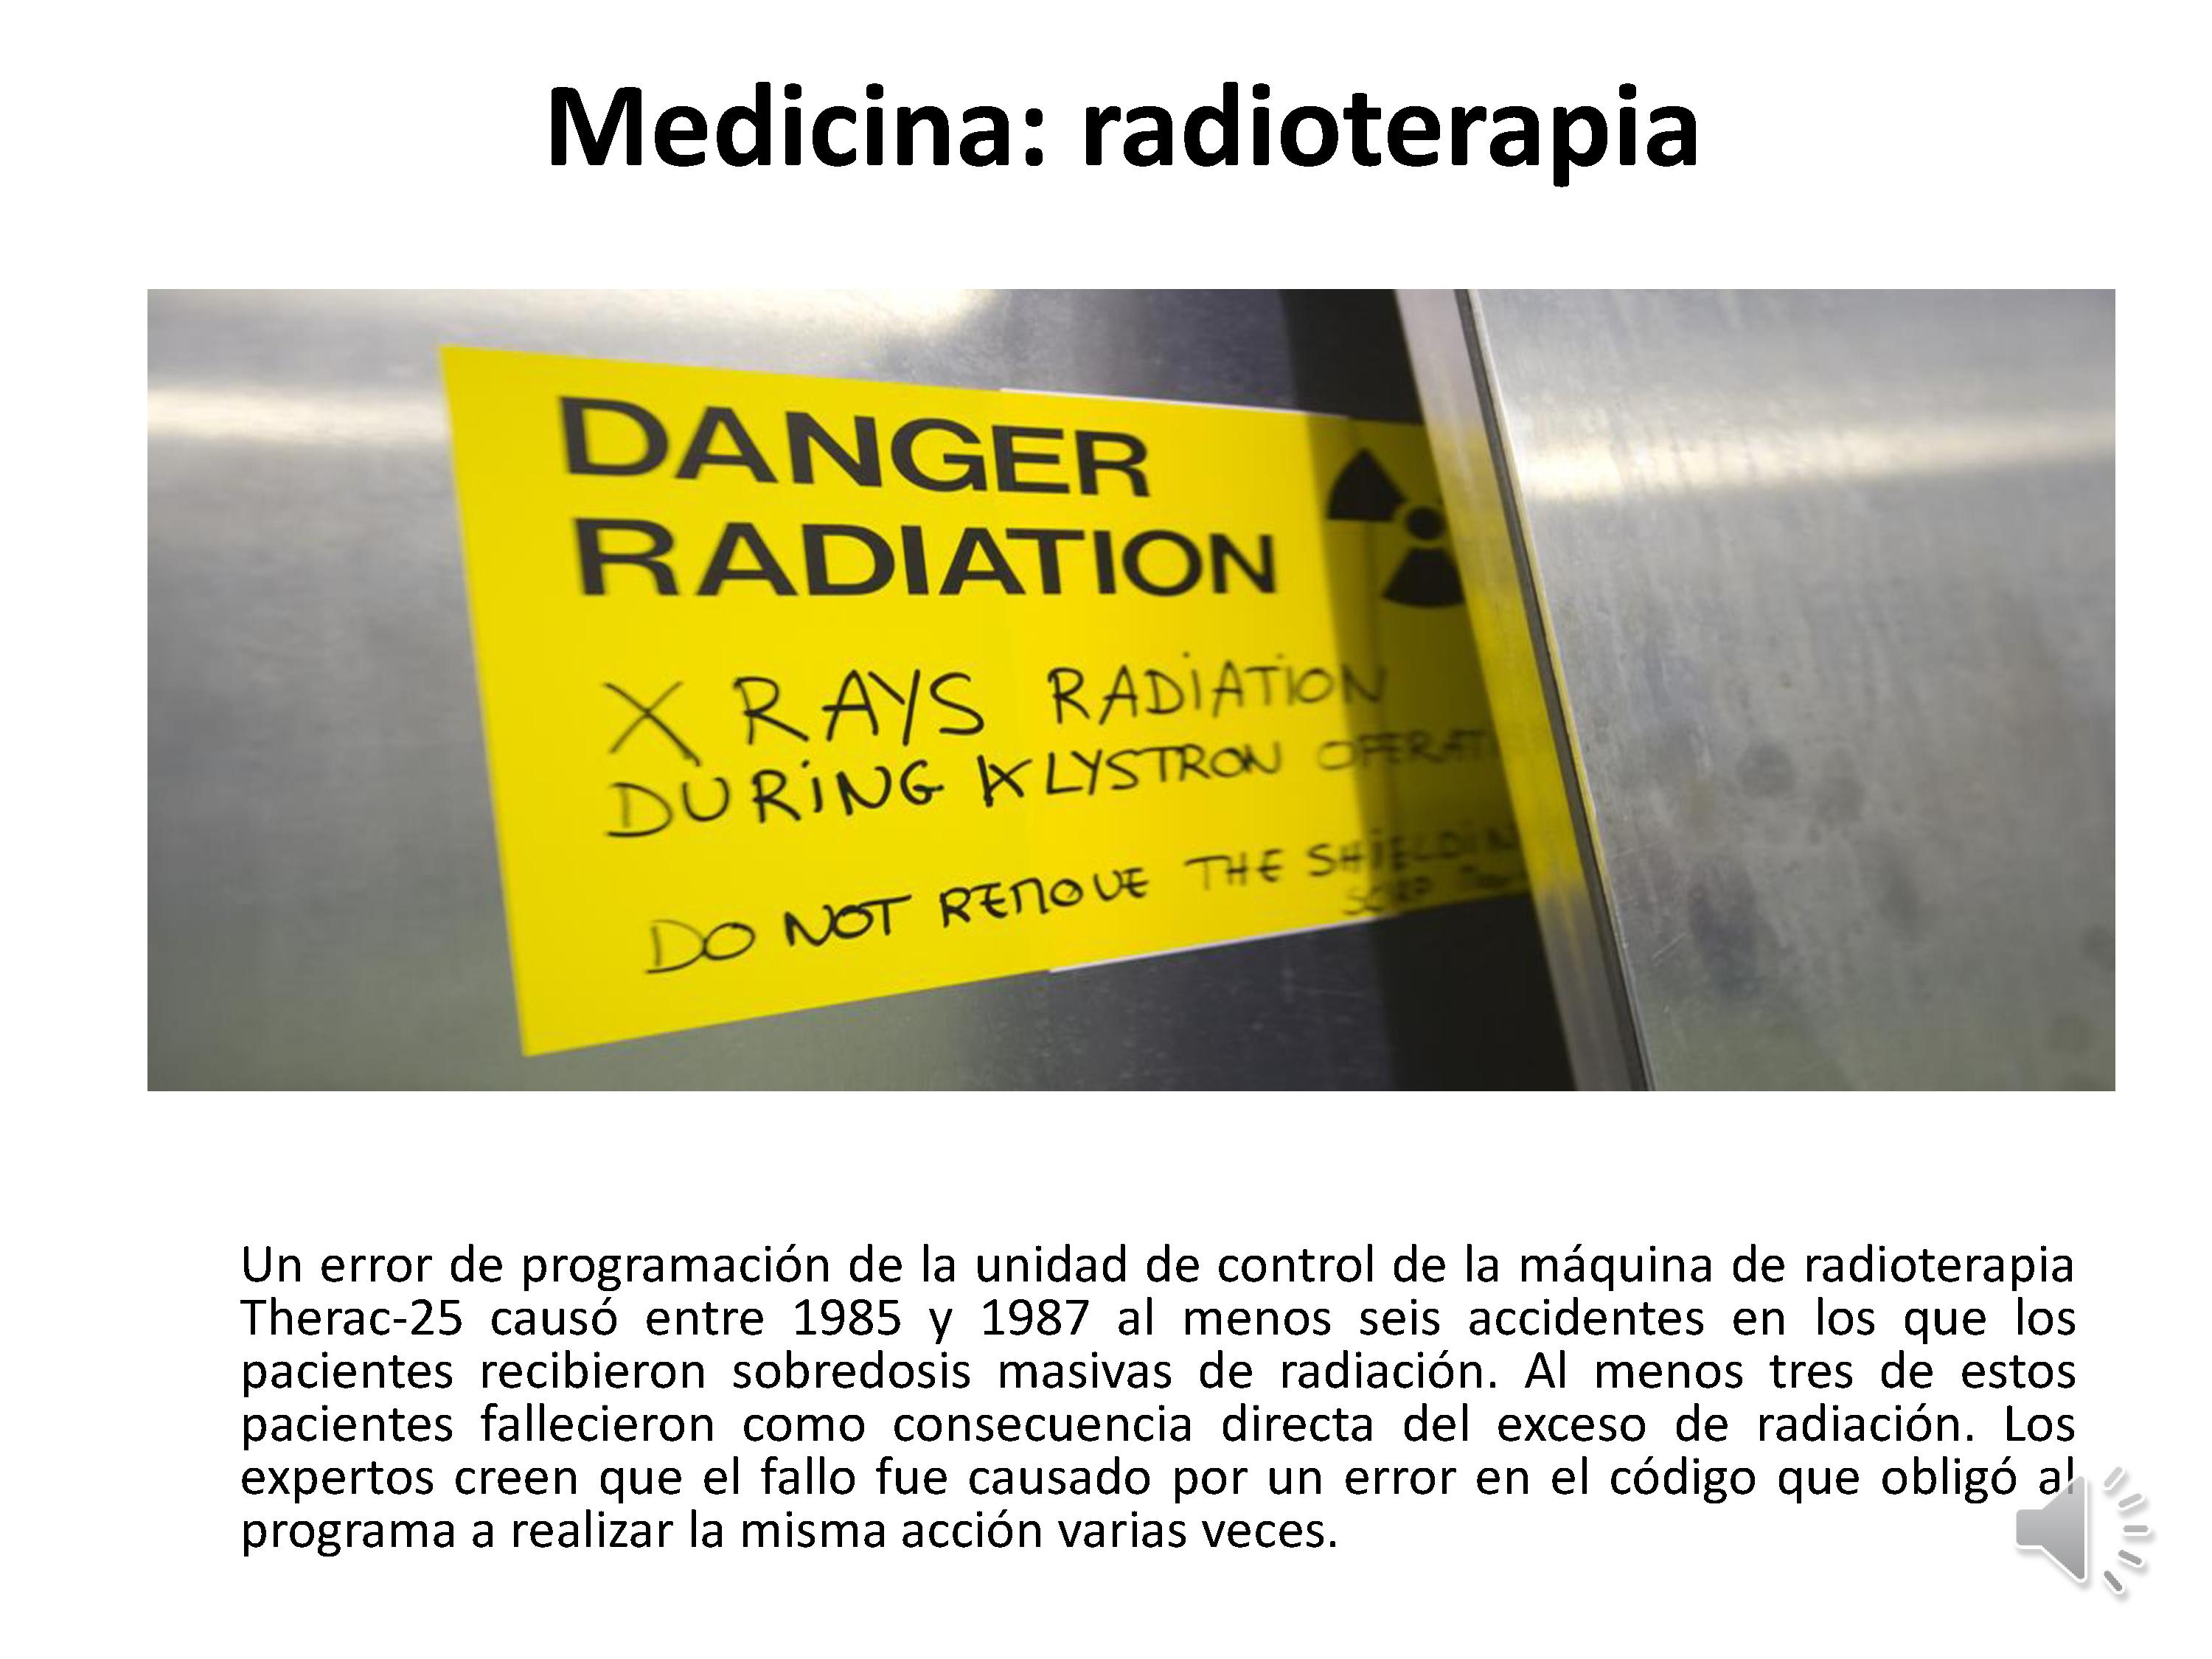 Medicina: radioterapia
DANGER
RADIATION
X RAYS RADIATION
DURING KLYSTRON
DO NOT REMOVE THE
Un error de programación de la unidad de control de la máquina de radioterapia
Therac-25 causó entre 1985 y 1987 al menos seis accidentes en los que los
pacientes recibieron sobredosis masivas de radiación. Al menos tres de estos
pacientes fallecieron como consecuencia directa del exceso de radiación. Los
expertos creen que el fallo fue causado por un error en el código que obligó al
programa a realizar la misma acción varias veces.